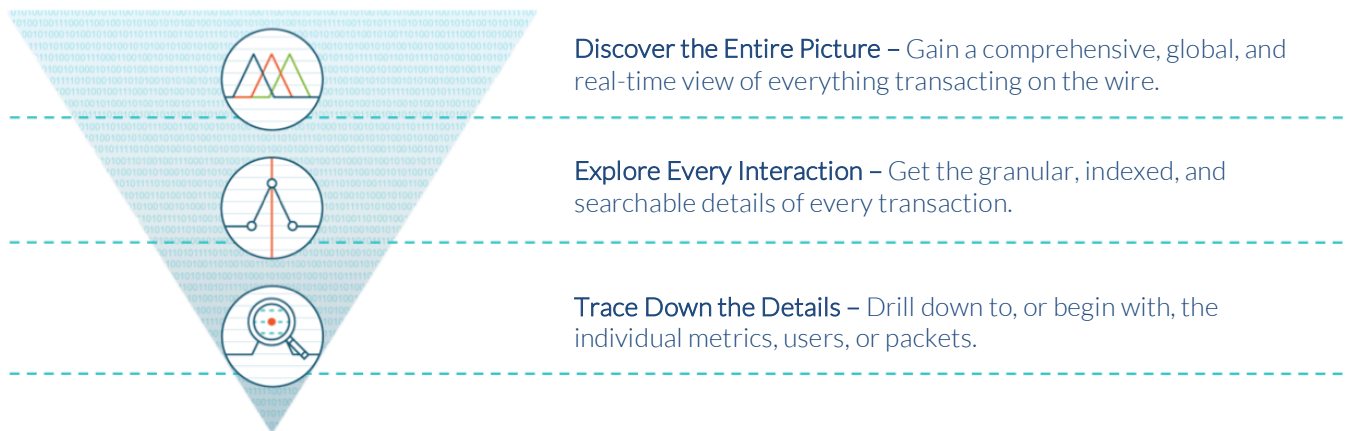 Discover the Entire Picture – Gain a comprehensive, global, and
real-time view of everything transacting on the wire.
Explore Every Interaction – Get the granular, indexed, and
searchable details of every transaction.
Trace Down the Details – Drill down to, or begin with, the
individual metrics, users, or packets.